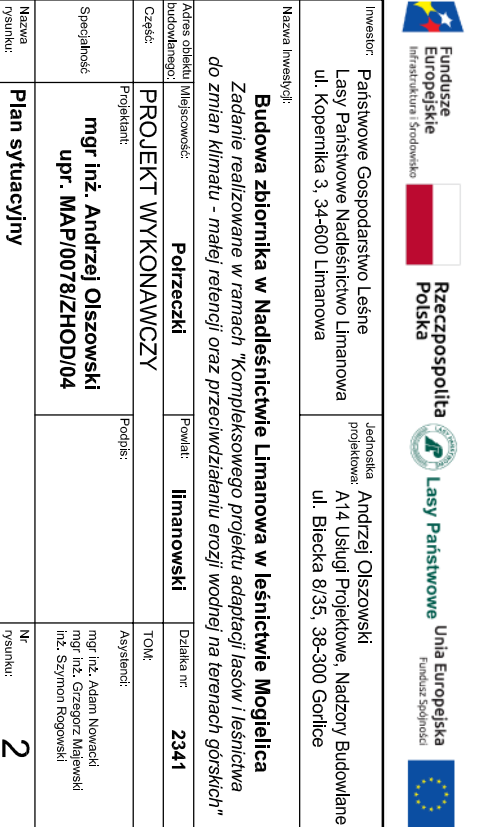 Fundusze
Europejskie
Infrastruktura i Środowisko
Rzeczpospolita
Polska
LASY PAŃSTWOWE
Lasy Państwowe
Unia Europejska
Fundusz Spójności
Inwestor:
Państwowe Gospodarstwo Leśne
Lasy Państwowe Nadleśnictwo Limanowa
ul. Kopernika 3, 34-600 Limanowa
Jednostka
projektowa:
Andrzej Olszowski
A14 Usługi Projektowe, Nadzory Budowlane
ul. Biecka 8/35, 38-300 Gorlice
Nazwa Inwestycji:
Budowa zbiornika w Nadleśnictwie Limanowa w leśnictwie Mogielica
Zadanie realizowane w ramach "Kompleksowego projektu adaptacji lasów i leśnictwa
do zmian klimatu - małej retencji oraz przeciwdziałaniu erozji wodnej na terenach górskich"
Adres obiektu
budowlanego:
Miejscowość:
Połrzeczki
Powiat:
limanowski
Działka nr:
2341
Część:
PROJEKT WYKONAWCZY
TOM:
Specjalność
Projektant:
mgr inż. Andrzej Olszowski
upr. MAP/0078/ZHOD/04
Podpis:
Asystenci:
mgr inż. Adam Nowacki
mgr inż. Grzegorz Majewski
inż. Szymon Rogowski
Nazwa
rysunku:
Plan sytuacyjny
Nr
rysunku:
2